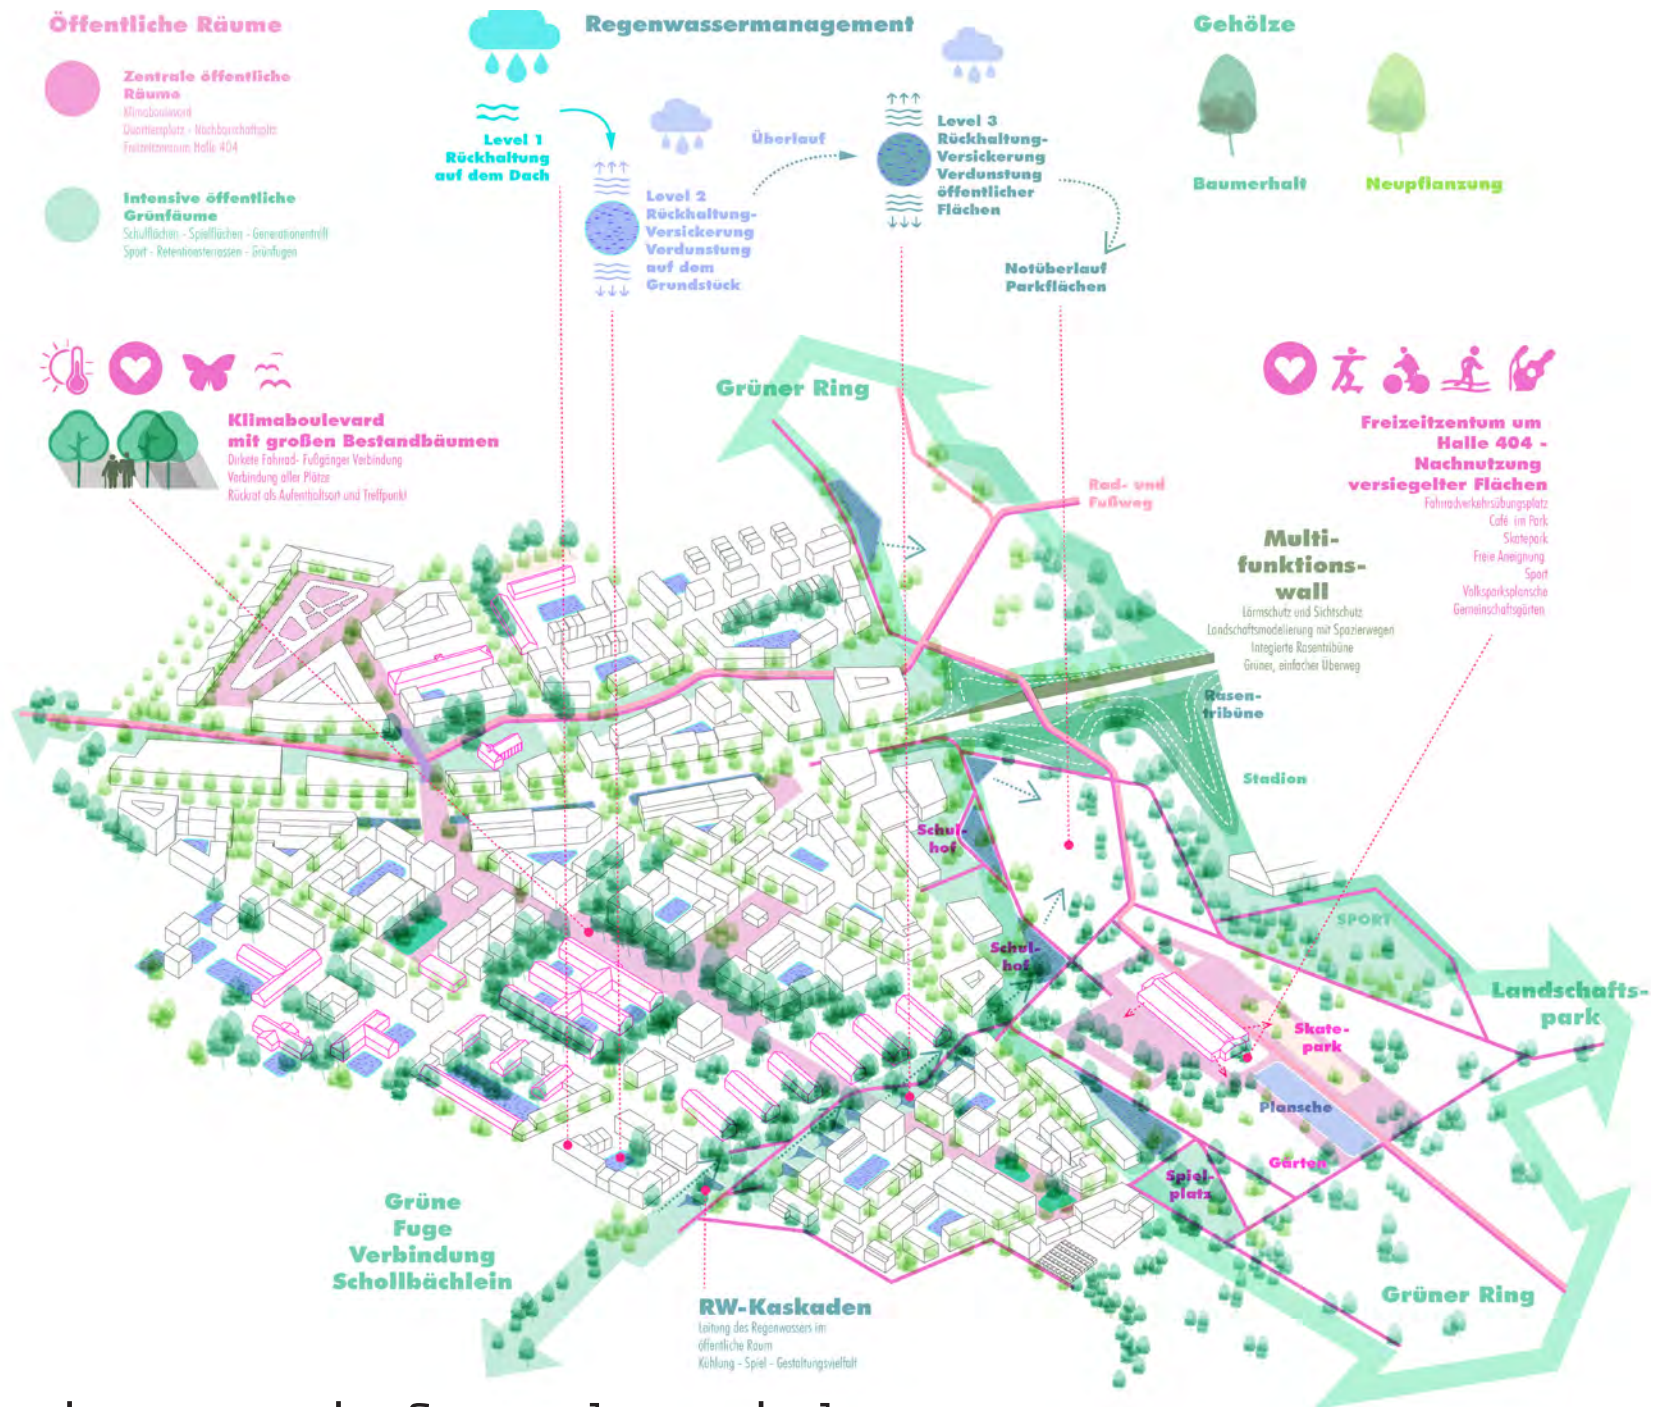 Öffentliche Räume
Zentrale öffentliche
Räume
Klimaboulevard
Quartiersplatz - Nachbarschaftsplatz
Freizeitzentrum Halle 404
Intensive öffentliche
Grünfäume
Schulflächen - Spielflächen - Generationentreff
Sport - Retentionsterrassen - Grünfugen
Regenwassermanagement
Level 1
Rückhaltung
auf dem Dach
Level 2
Rückhaltung-
Versickerung
Verdunstung
auf dem
Grundstück
Überlauf
Level 3
Rückhaltung-
Versickerung
Verdunstung
öffentlicher
Flächen
Notüberlauf
Parkflächen
Gehölze
Baumerhalt
Neupflanzung
Klimaboulevard
mit großen Bestandbäumen
Dirkete Fahrrad- Fußgänger Verbindung
Verbindung aller Plätze
Rückrat als Aufenthaltsort und Treffpunkt
Grüner Ring
Rad- und
Fußweg
Freizeitzentum um
Halle 404 -
Nachnutzung
versiegelter Flächen
Fahrradverkehrsübungsplatz
Café im Park
Skatepark
Freie Aneignung
Sport
Volksparkplansche
Gemeinschaftsgärten
Multi-
funktions-
wall
Lärmschutz und Sichtschutz
Landschaftsmodelierung mit Spazierwegen
Integierte Rasentribüne
Grüner, einfacher Überweg
Rasen-
tribüne
Stadion
Schul-
hof
Schul-
hof
SPORT
Landschafts-
park
Skate-
park
Plansche
Gärten
Spiel-
platz
Grüner Ring
Grüne
Fuge
Verbindung
Schollbächlein
RW-Kaskaden
Leitung des Regenwassers im
öffentliche Raum
Kühlung - Spiel - Gestaltungsvielfalt